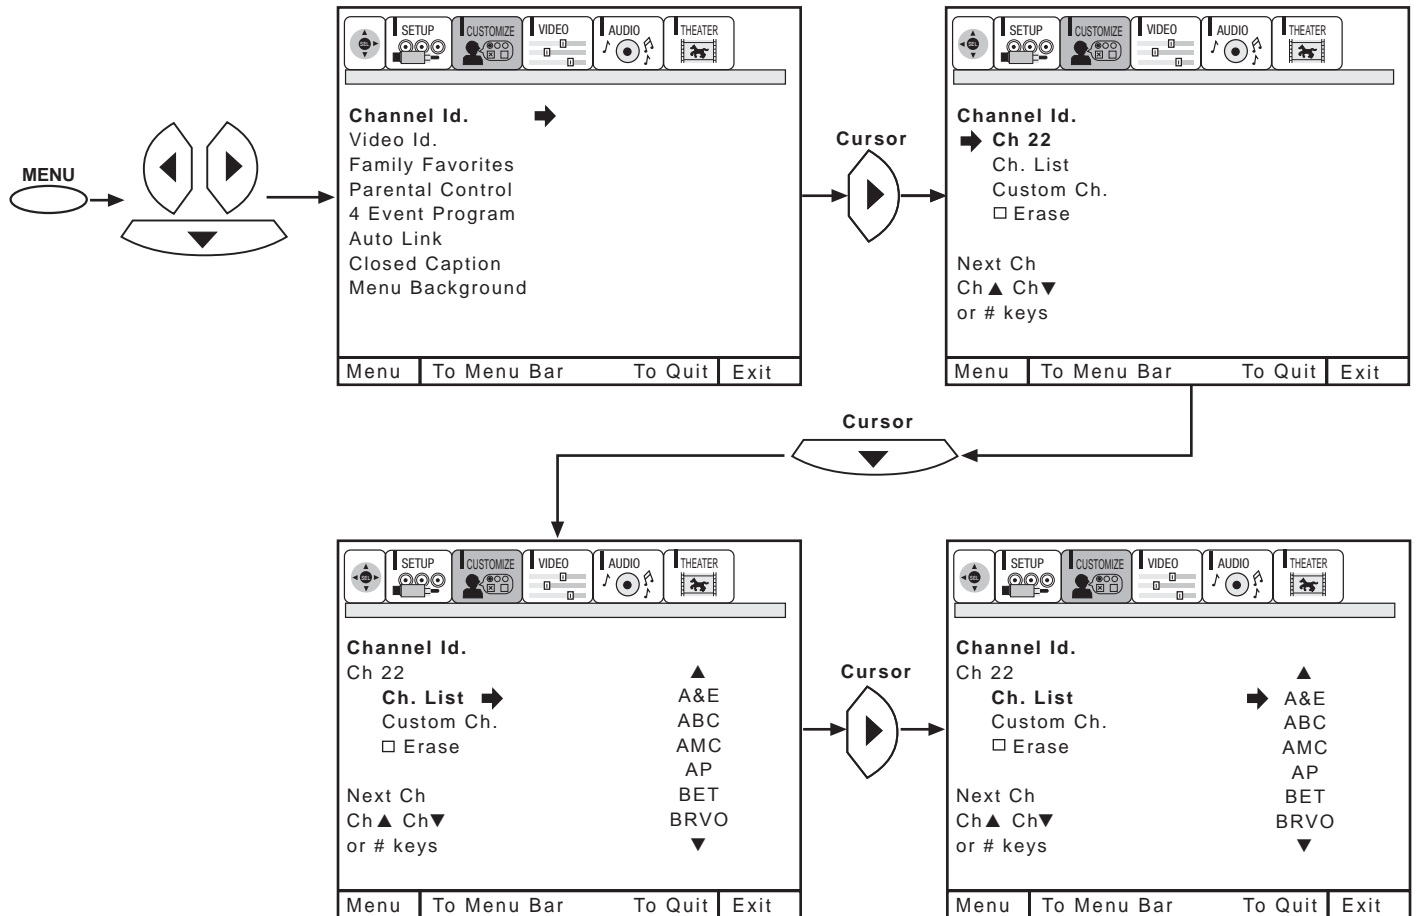 MENU
SEL
SETUP
CUSTOMIZE
VIDEO
AUDIO
THEATER
Channel Id.
Video Id.
Family Favorites
Parental Control
4 Event Program
Auto Link
Closed Caption
Menu Background
Menu To Menu Bar To Quit Exit
Cursor
SEL
SETUP
CUSTOMIZE
VIDEO
AUDIO
THEATER
Channel Id.
Ch 22
Ch. List
Custom Ch.
Erase
Next Ch
Ch▲ Ch▼
or # keys
Menu To Menu Bar To Quit Exit
Cursor
SEL
SETUP
CUSTOMIZE
VIDEO
AUDIO
THEATER
Channel Id.
Ch 22
Ch. List
Custom Ch.
Erase
Next Ch
Ch▲ Ch▼
or # keys
A&E
ABC
AMC
AP
BET
BRVO
Menu To Menu Bar To Quit Exit
Cursor
SEL
SETUP
CUSTOMIZE
VIDEO
AUDIO
THEATER
Channel Id.
Ch 22
Ch. List
Custom Ch.
Erase
Next Ch
Ch▲ Ch▼
or # keys
A&E
ABC
AMC
AP
BET
BRVO
Menu To Menu Bar To Quit Exit